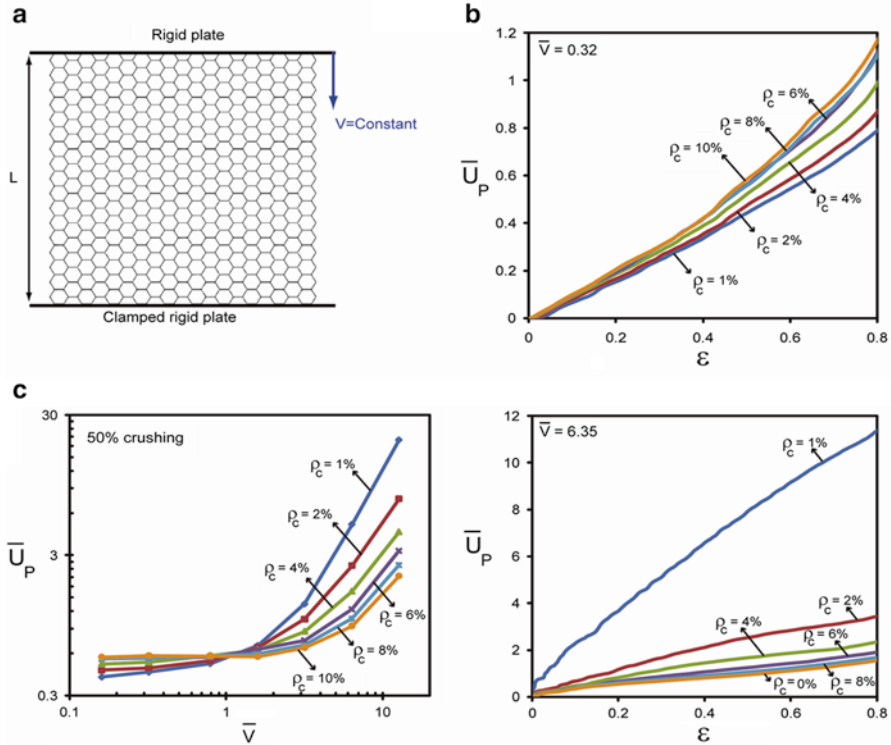 a
Rigid plate
L
V=Constant
Clamped rigid plate
b
1.2
1
0.8
0.6
0.4
0.2
0
V̅ = 0.32
U̅P
ρc = 6%
ρc = 8%
ρc = 10%
ρc = 4%
ρc = 2%
ρc = 1%
0 0.2 0.4 0.6 0.8
ε
c
30
3
0.3
50% crushing
U̅P
ρc = 1%
ρc = 2%
ρc = 4%
ρc = 6%
ρc = 8%
ρc = 10%
0.1 1 10
V̅
12
10
8
6
4
2
0
V̅ = 6.35
U̅P
ρc = 1%
ρc = 2%
ρc = 4%
ρc = 6%
ρc = 0%
ρc = 8%
0 0.2 0.4 0.6 0.8
ε